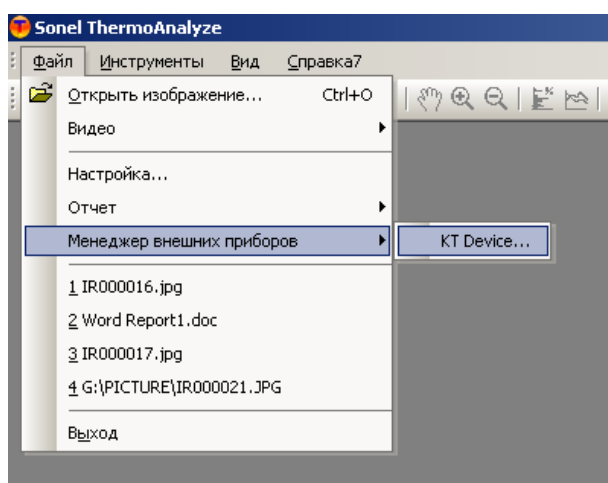 Sonel ThermoAnalyze
Файл Инструменты Вид Справка7
Открыть изображение... Ctrl+O
Видео
Настройка...
Отчет
Менеджер внешних приборов KT Device...
1 IR000016.jpg
2 Word Report1.doc
3 IR000017.jpg
4 G:\PICTURE\IR000021.JPG
Выход